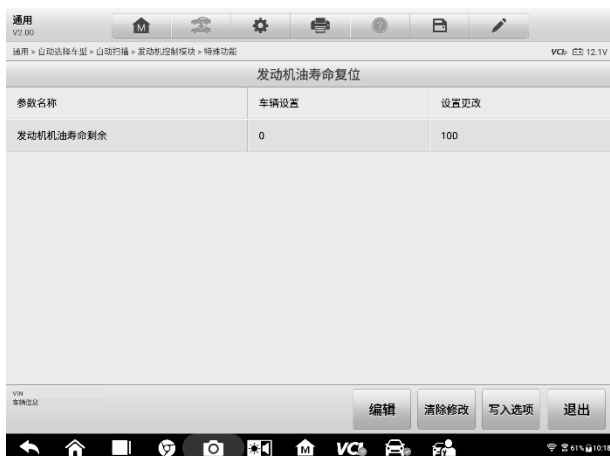 通用
V2.00
通用 > 自动选择车型 > 自动扫描 > 发动机控制模块 > 特殊功能
VCI 12.1V
发动机油寿命复位
参数名称 车辆设置 设置更改
发动机机油寿命剩余 0 100
VIN
车辆信息
编辑 清除修改 写入选项 退出
M VCI 61% 10:18